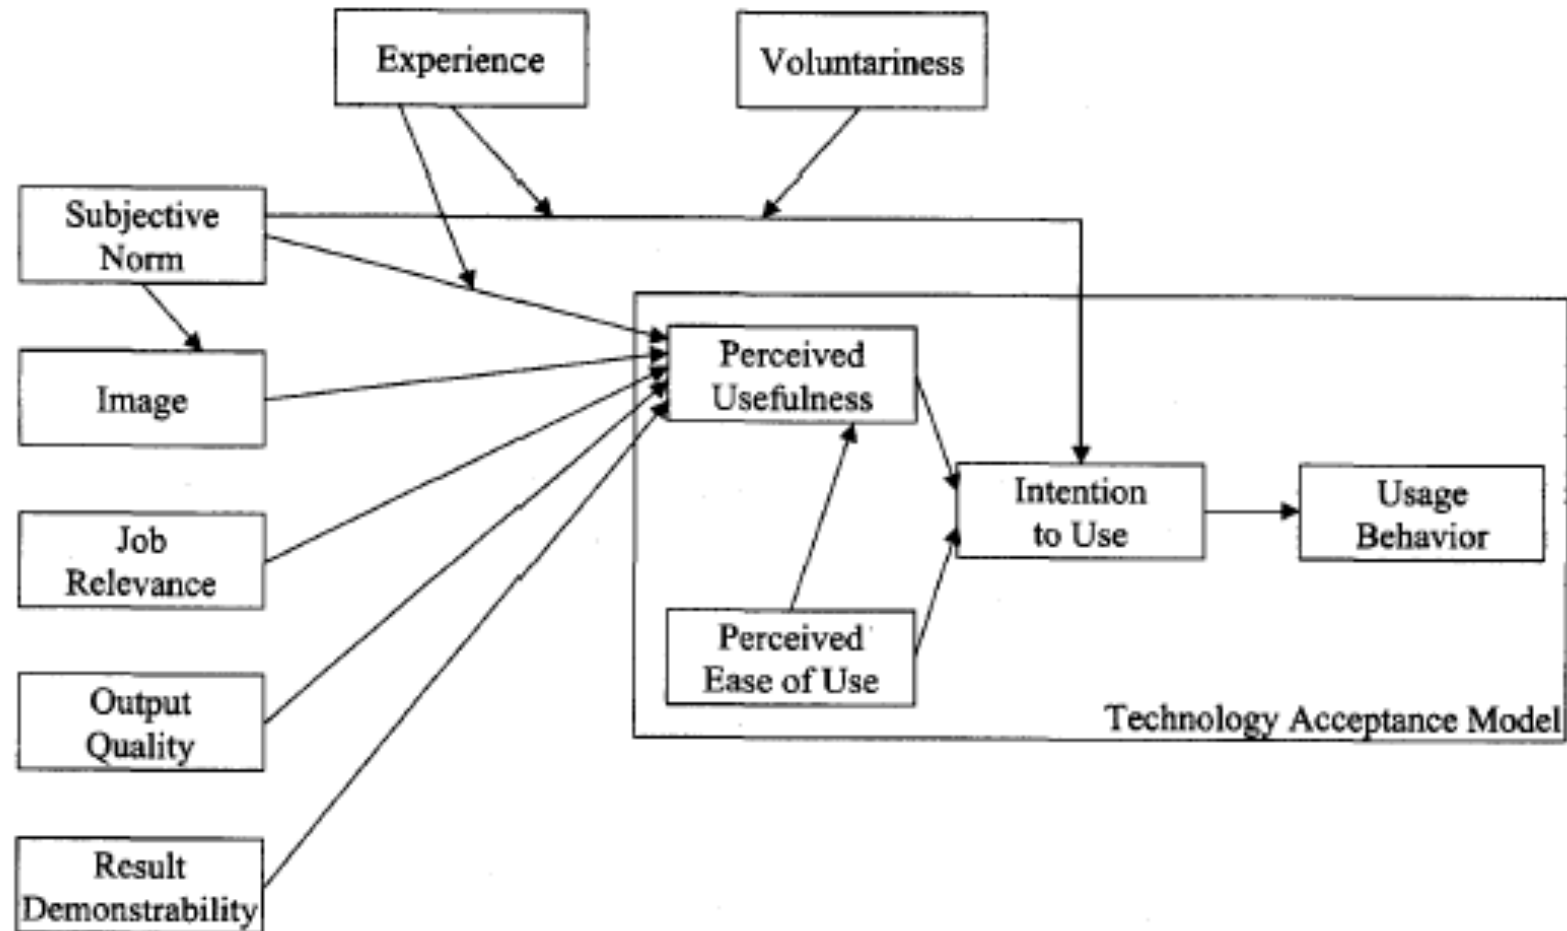 Experience
Voluntariness
Subjective
Norm
Image
Job
Relevance
Output
Quality
Result
Demonstrability
Perceived
Usefulness
Perceived
Ease of Use
Intention
to Use
Usage
Behavior
Technology Acceptance Model